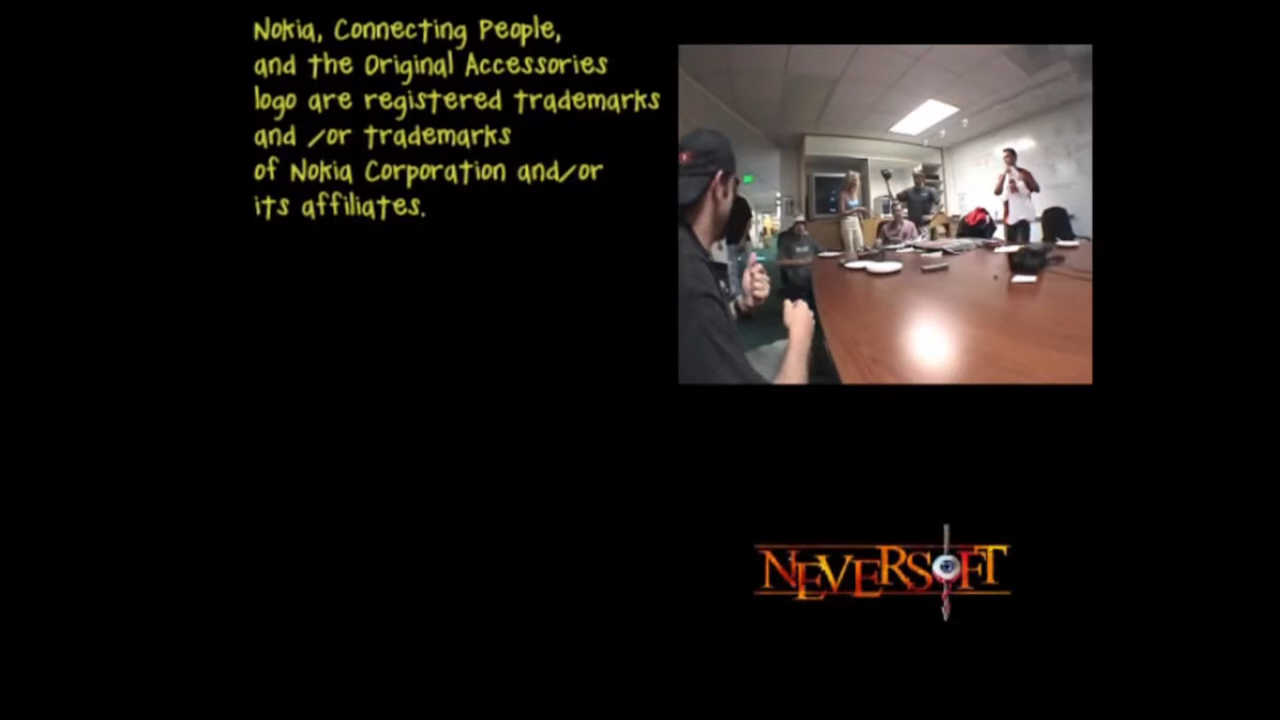 Nokia, Connecting People,
and the Original Accessories
logo are registered trademarks
and /or trademarks
of Nokia Corporation and/or
its affiliates.
NEVERSOFT